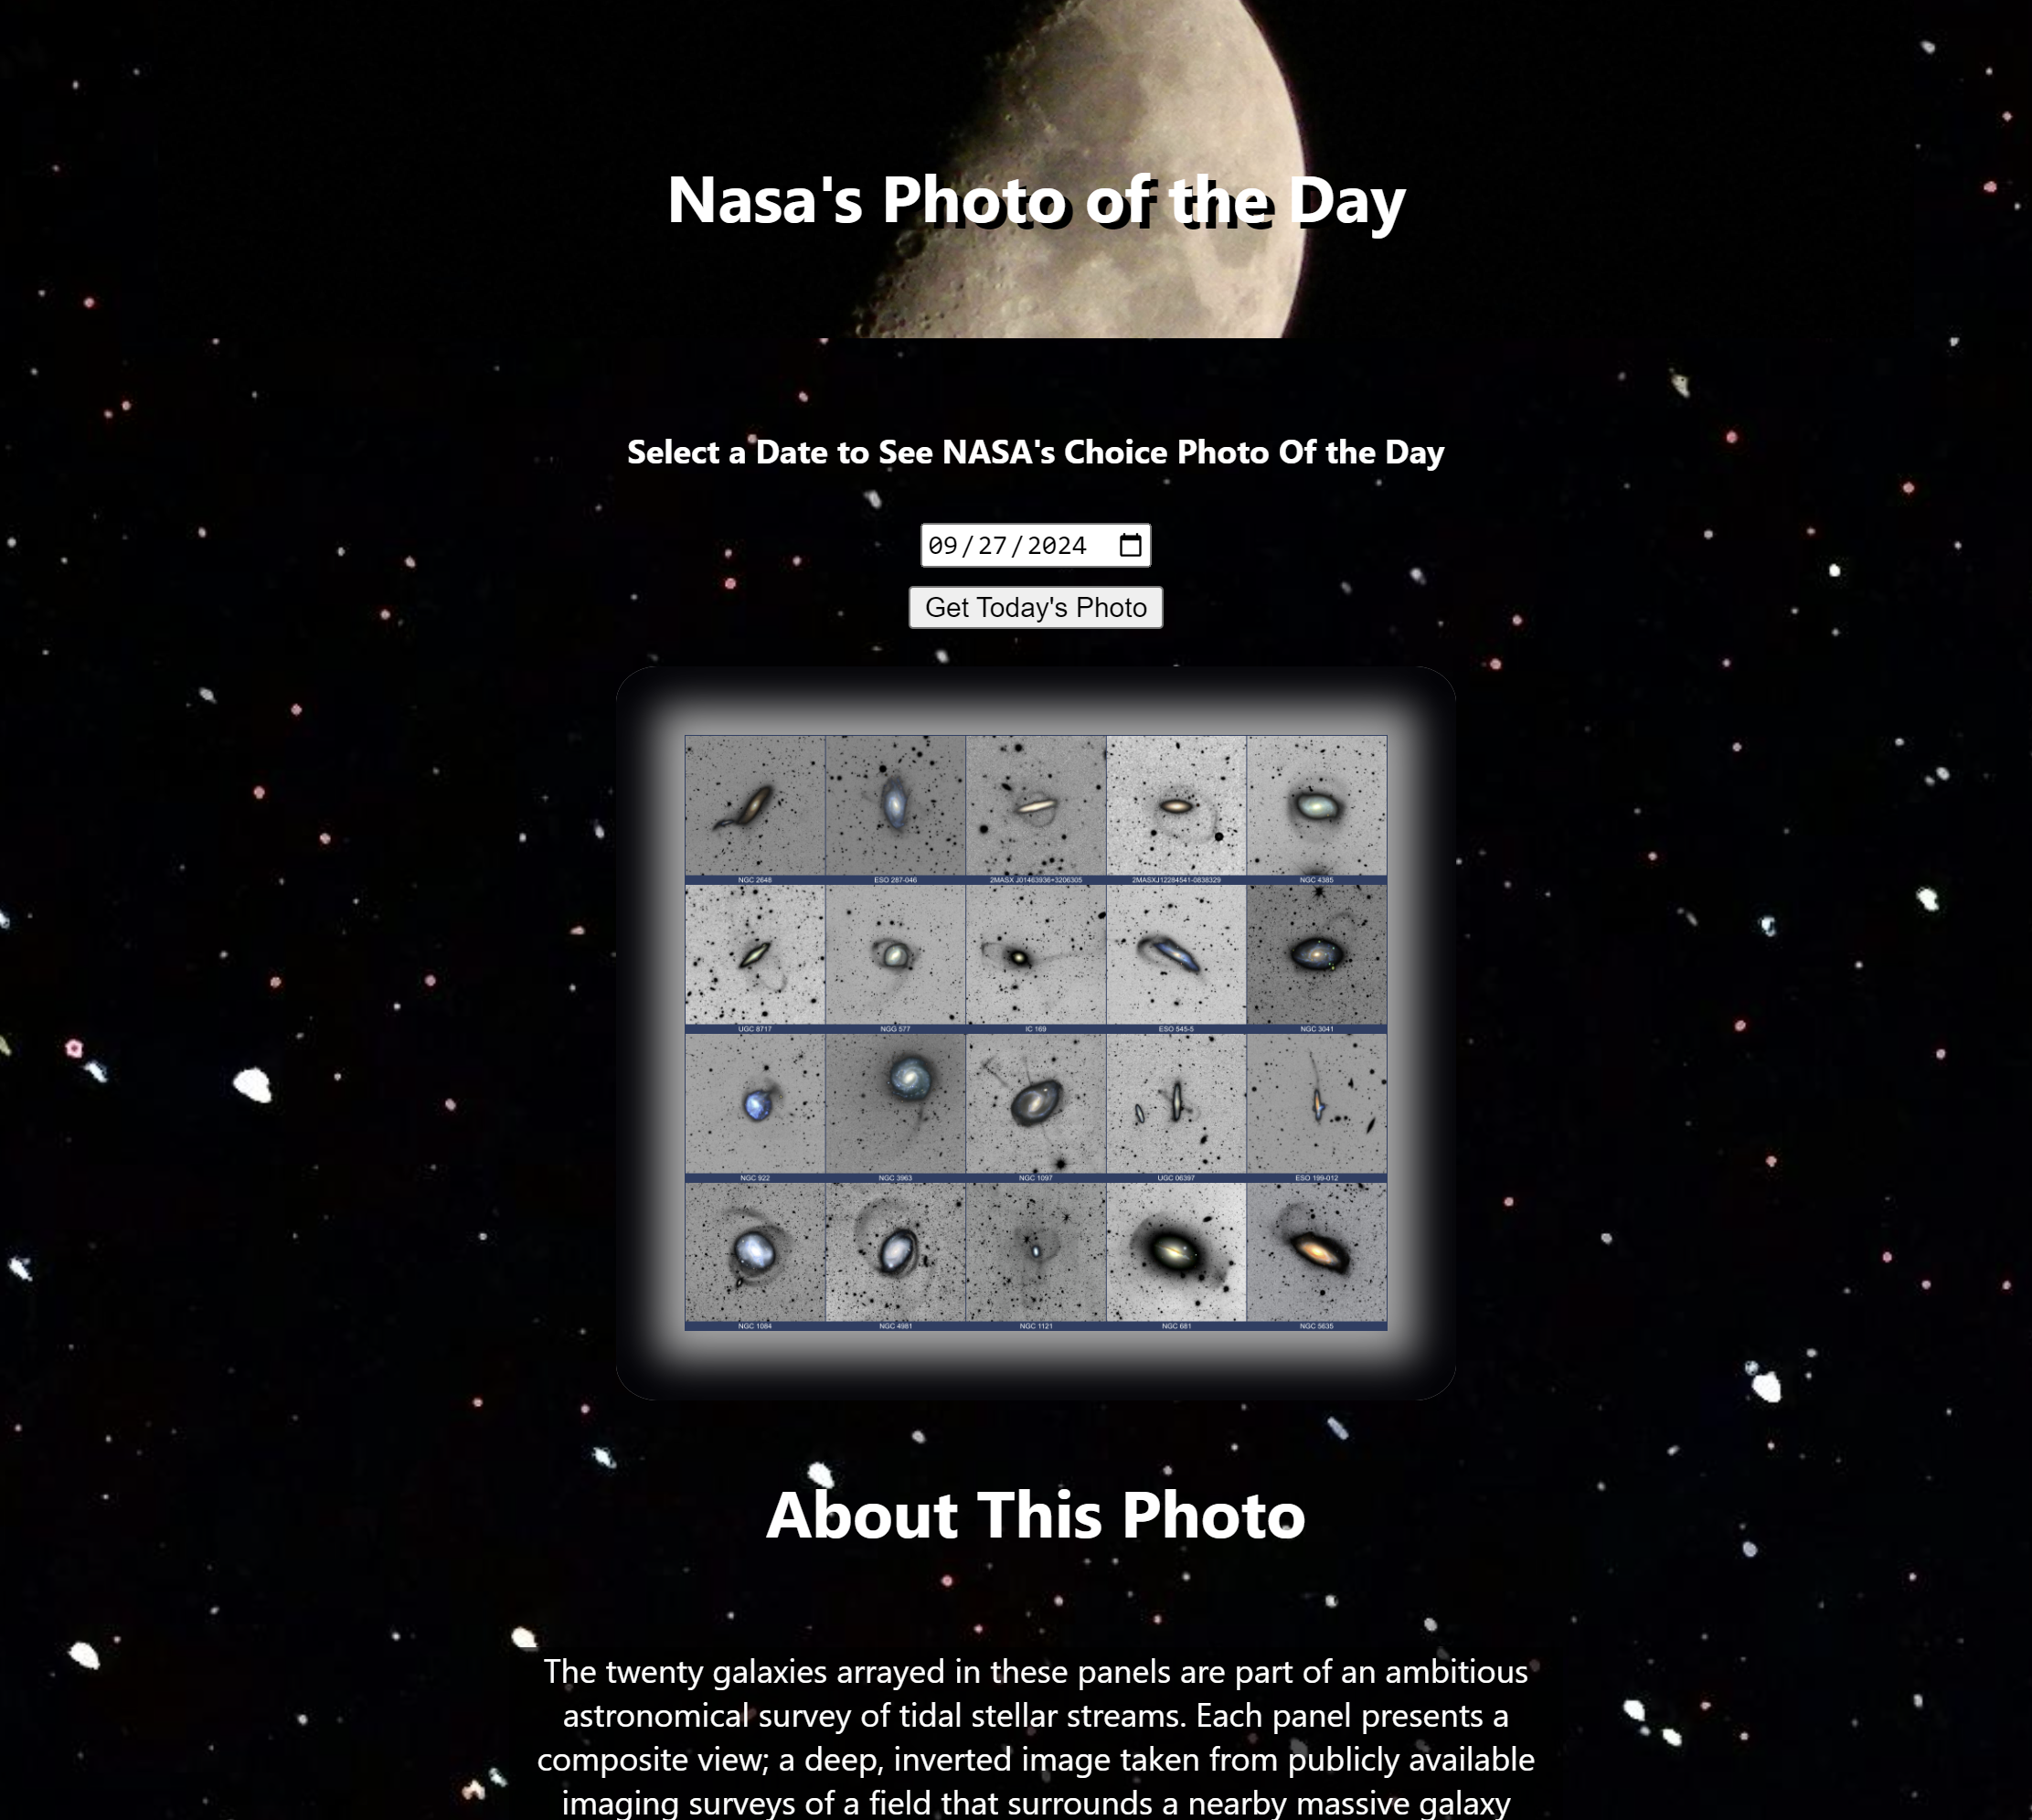 Nasa's Photo of the Day
Select a Date to See NASA's Choice Photo Of the Day
09/27/2024
Get Today's Photo
NGC 2648 ESO 287-046 2MASX J01463936+3206305 2MASXJ12284541-0838329 NGC 4385
UGC 8717 NGG 577 IC 169 ESO 545-5 NGC 3041
NGC 922 NGC 3963 NGC 1097 UGC 06397 ESO 199-012
NGC 1084 NGC 4981 NGC 1121 NGC 681 NGC 5635
About This Photo
The twenty galaxies arrayed in these panels are part of an ambitious
astronomical survey of tidal stellar streams. Each panel presents a
composite view; a deep, inverted image taken from publicly available
imaging surveys of a field that surrounds a nearby massive galaxy